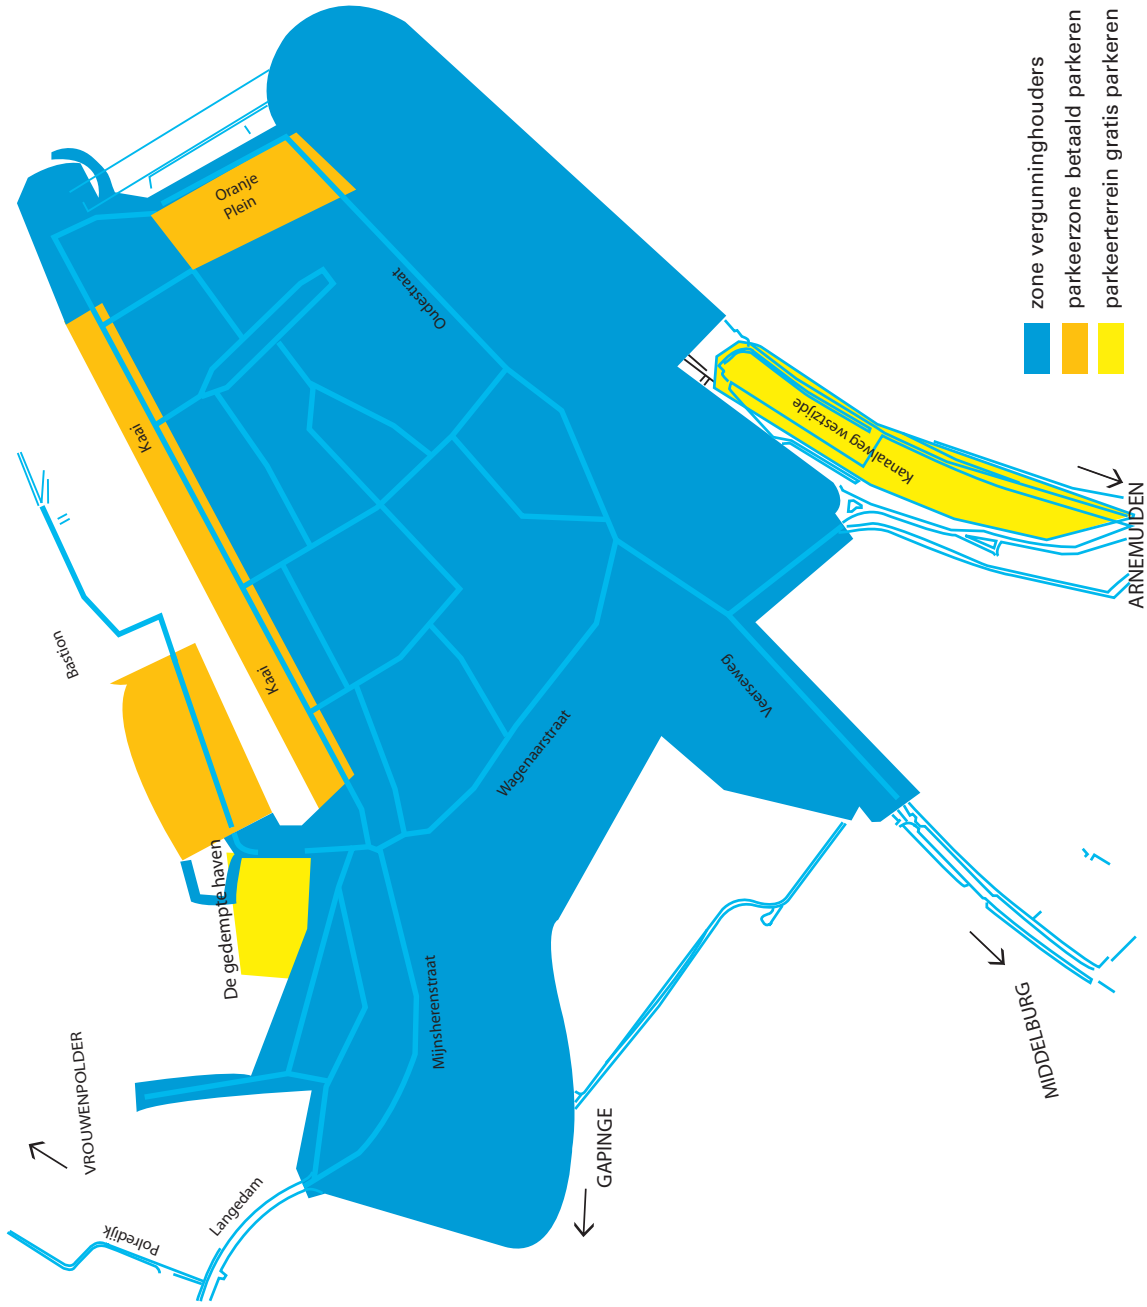 zone vergunninghouders
parkeerzone betaald parkeren
parkeerterrein gratis parkeren
Oranje
Plein
Oudestraat
Kaai
Kanaalweg westzijde
ARNEMUIDEN
Bastion
Kaai
Veerseweg
Wagenaarstraat
De gedempte haven
Mijnsherenstraat
MIDDELBURG
VROUWENPOLDER
GAPINGE
Langedam
Polredijk